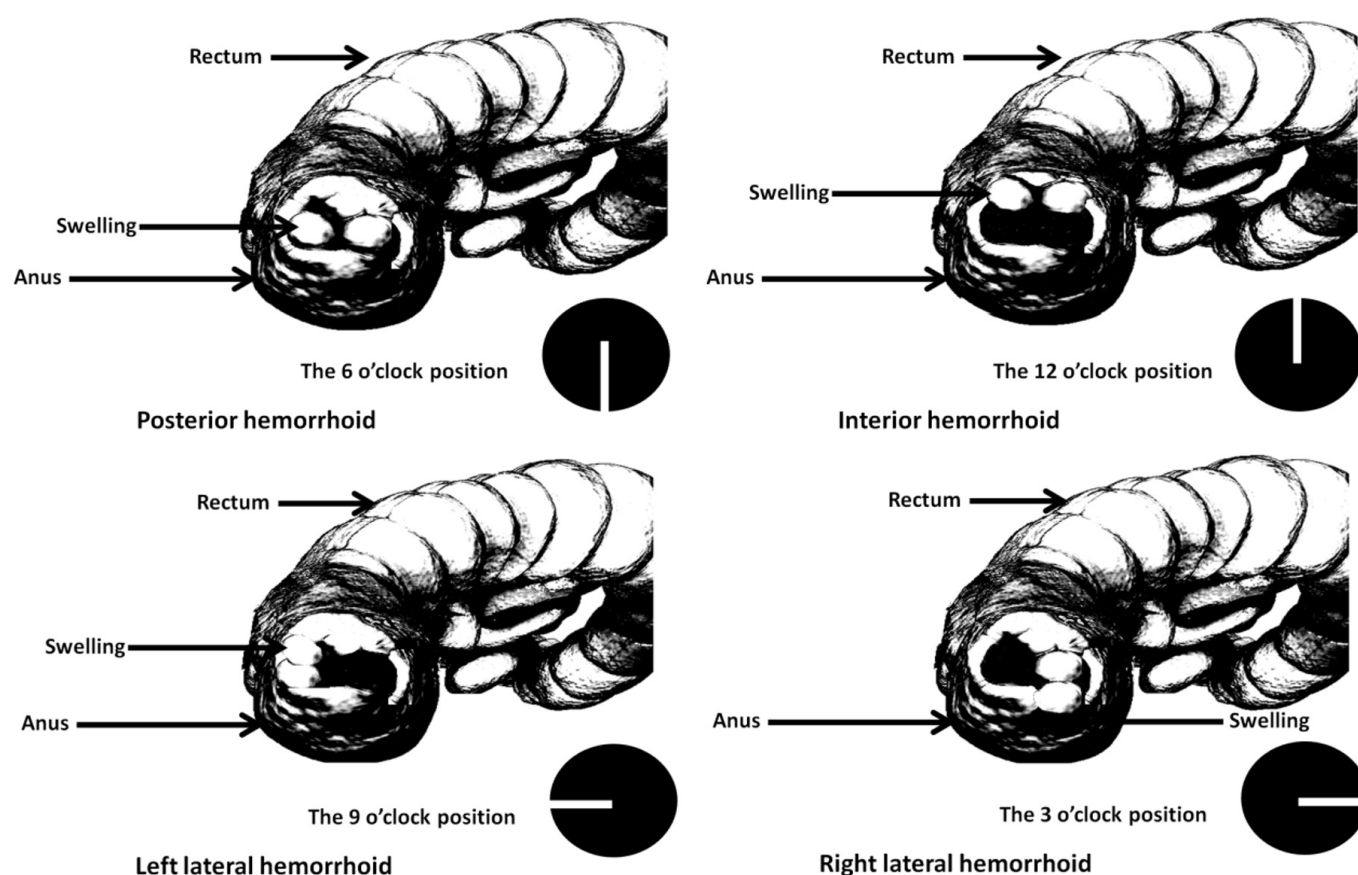 Rectum
Swelling
Anus
The 6 o'clock position
Posterior hemorrhoid
Rectum
Swelling
Anus
The 12 o'clock position
Interior hemorrhoid
Rectum
Swelling
Anus
The 9 o'clock position
Left lateral hemorrhoid
Rectum
Anus
Swelling
The 3 o'clock position
Right lateral hemorrhoid